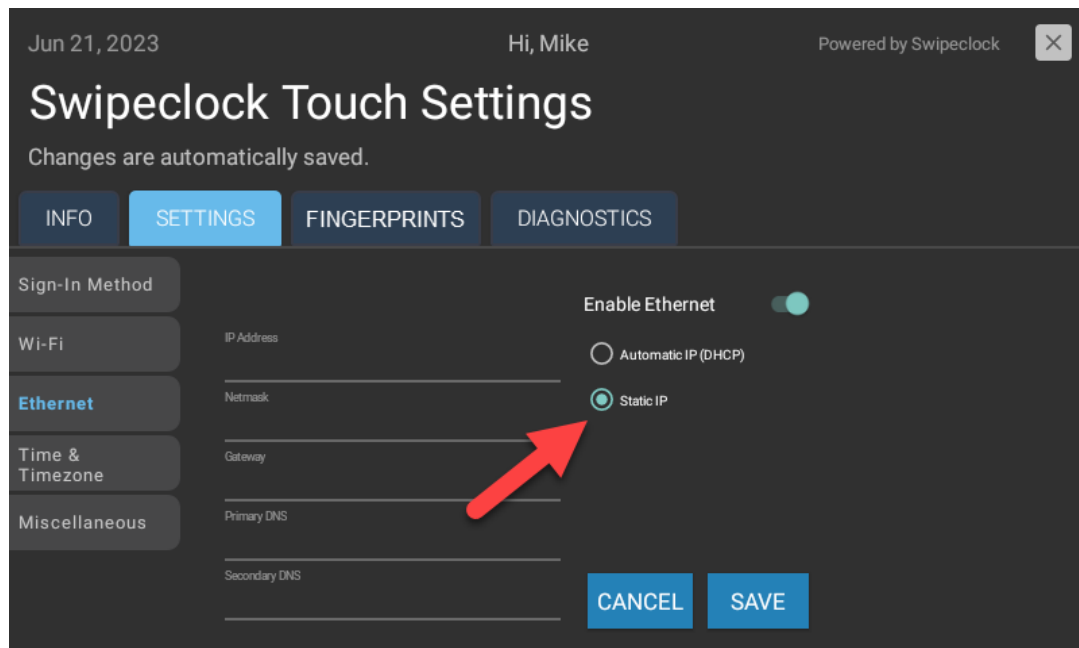 Jun 21, 2023
Hi, Mike
Powered by Swipeclock
Swipeclock Touch Settings
Changes are automatically saved.
INFO
SETTINGS
FINGERPRINTS
DIAGNOSTICS
Sign-In Method
Wi-Fi
Ethernet
Time &
Timezone
Miscellaneous
IP Address
Netmask
Gateway
Primary DNS
Secondary DNS
Enable Ethernet
Automatic IP (DHCP)
Static IP
CANCEL
SAVE